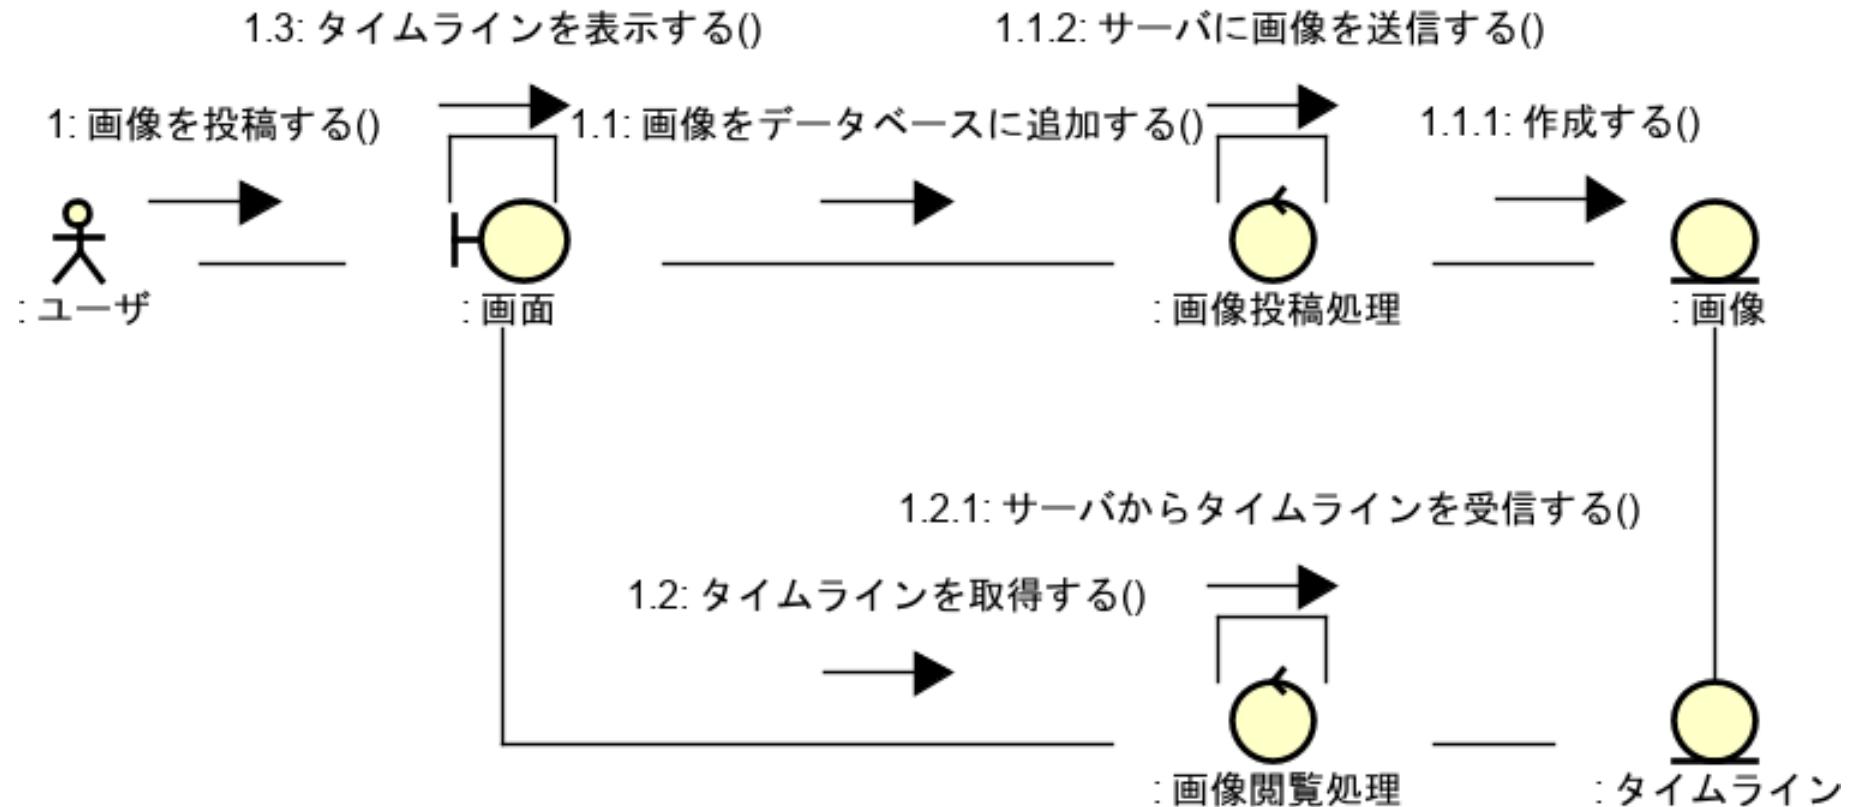 1.3: タイムラインを表示する()
1.1.2: サーバに画像を送信する()
1: 画像を投稿する()
1.1: 画像をデータベースに追加する()
1.1.1: 作成する()
: ユーザ
: 画面
: 画像投稿処理
: 画像
1.2.1: サーバからタイムラインを受信する()
1.2: タイムラインを取得する()
: 画像閲覧処理
: タイムライン